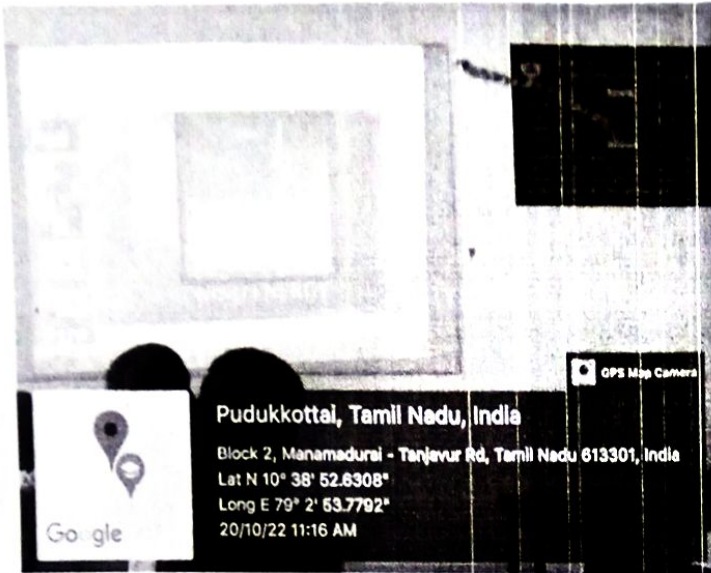 GPS Map Camera
Pudukkottai, Tamil Nadu, India
Block 2, Manamadurai - Tanjavur Rd, Tamil Nadu 613301, India
Lat N 10° 38' 52.6308"
Long E 79° 2' 53.7792"
20/10/22 11:16 AM
Google